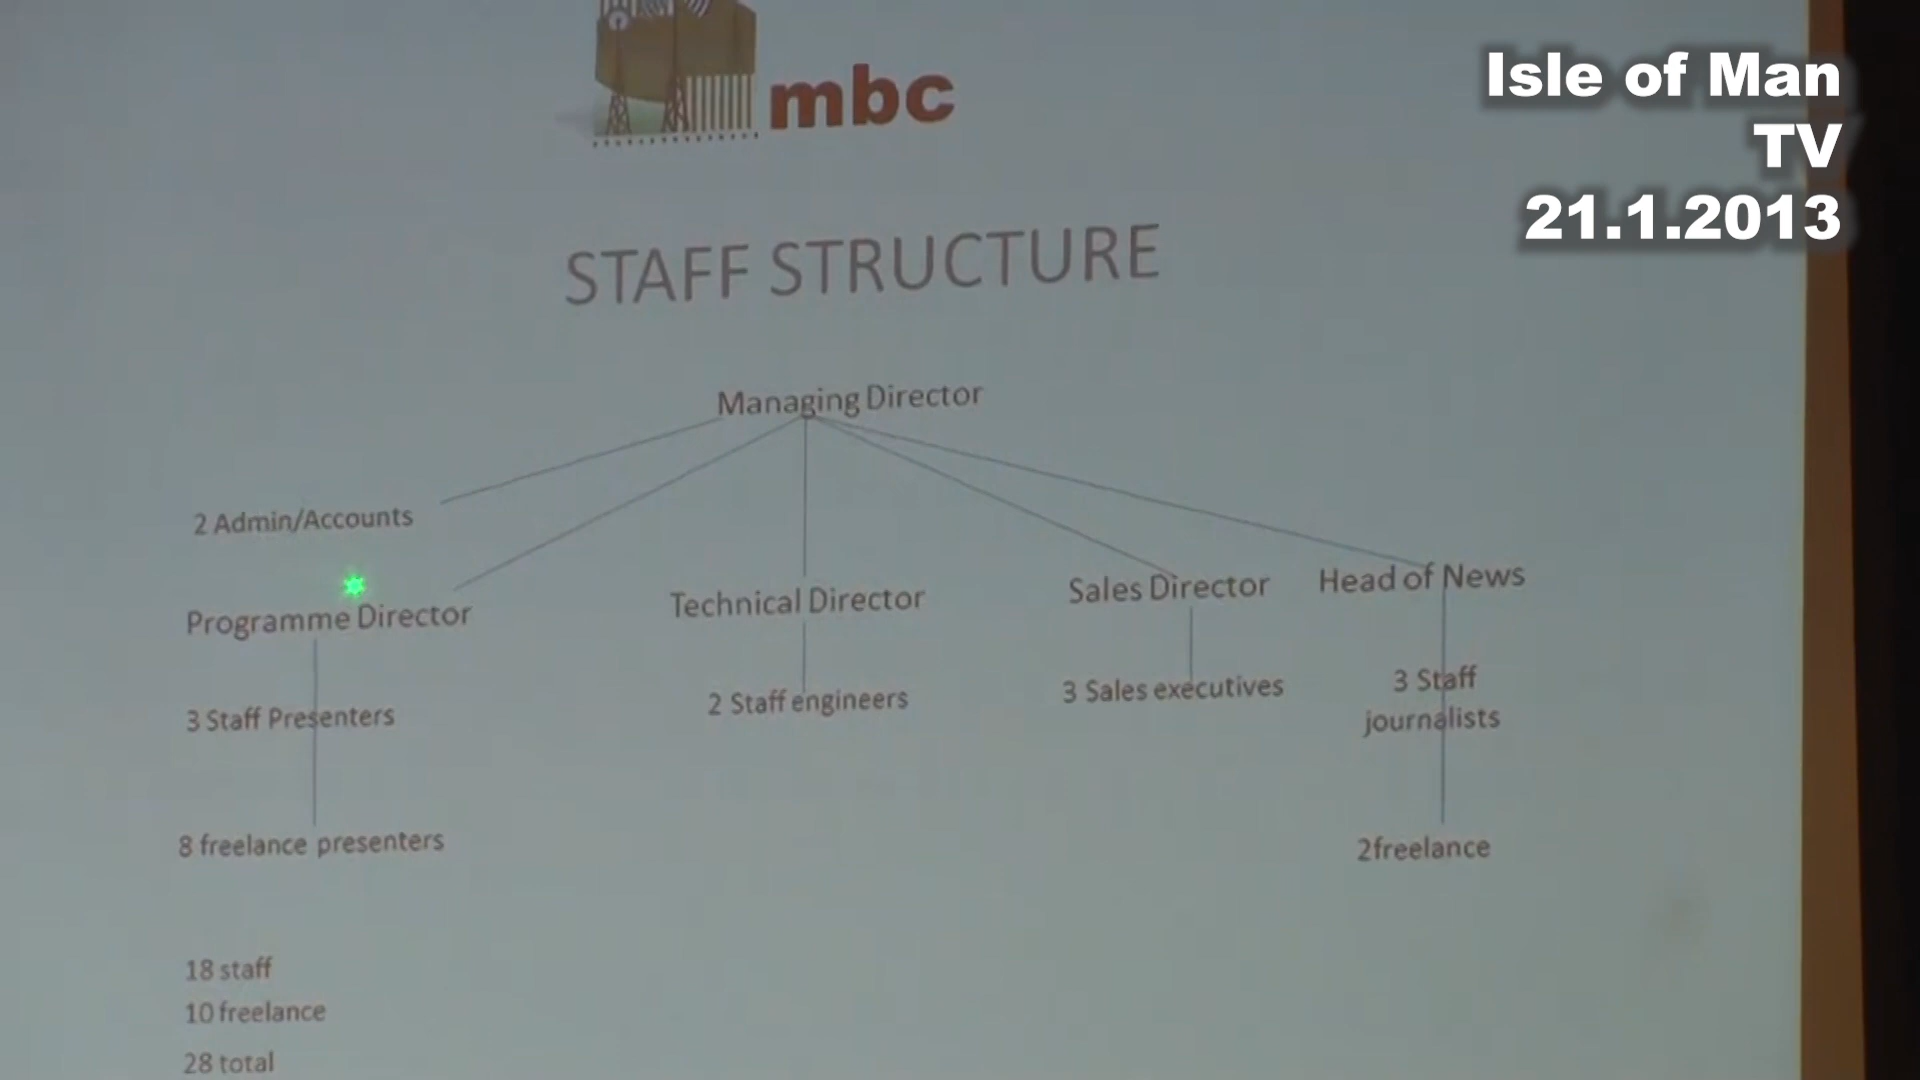 mbc
Isle of Man
TV
21.1.2013
STAFF STRUCTURE
Managing Director
2 Admin/Accounts
Programme Director
Technical Director
Sales Director
Head of News
3 Staff Presenters
2 Staff engineers
3 Sales executives
3 Staff
journalists
8 freelance presenters
2freelance
18 staff
10 freelance
28 total